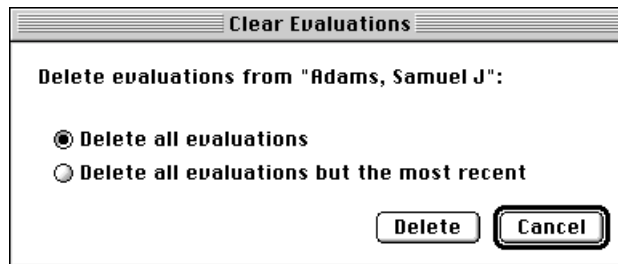 Clear Evaluations
Delete evaluations from "Adams, Samuel J":
Delete all evaluations
Delete all evaluations but the most recent
Delete Cancel